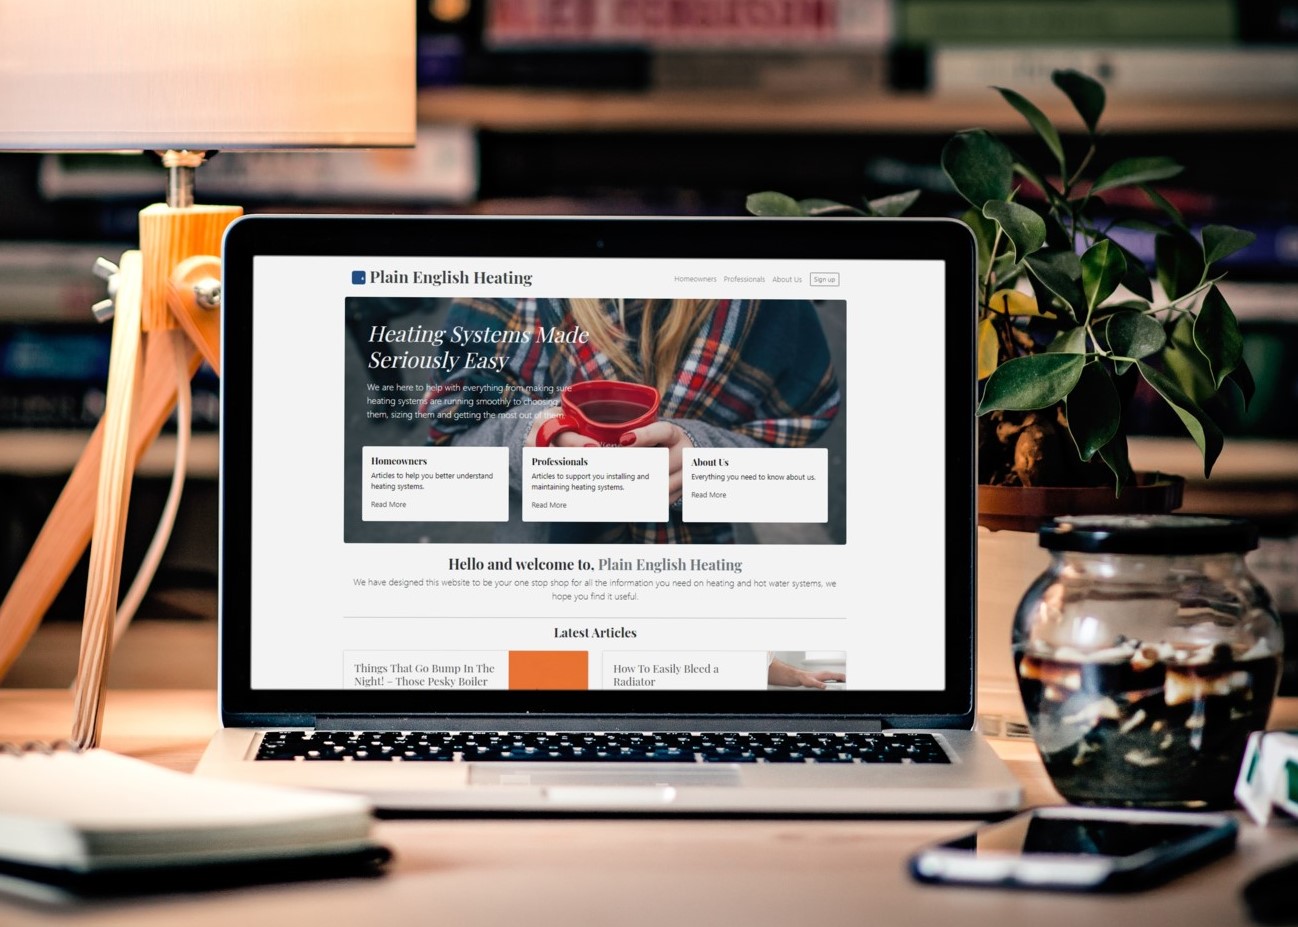 Plain English Heating
Homeowners Professionals About Us Sign up
Heating Systems Made
Seriously Easy
We are here to help with everything from making sure
heating systems are running smoothly to choosing
them, sizing them and getting the most out of them.
Homeowners
Articles to help you better understand
heating systems.
Read More
Professionals
Articles to support you installing and
maintaining heating systems.
Read More
About Us
Everything you need to know about us.
Read More
Hello and welcome to, Plain English Heating
We have designed this website to be your one stop shop for all the information you need on heating and hot water systems, we
hope you find it useful.
Latest Articles
Things That Go Bump In The
Night! – Those Pesky Boiler
How To Easily Bleed a
Radiator